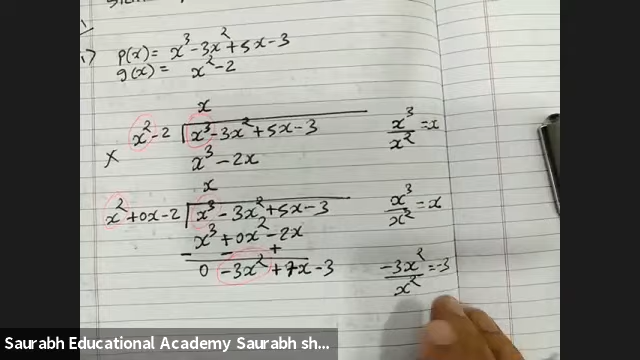 i) p(x) = x³ - 3x² + 5x - 3
g(x) = x² - 2
x
x² - 2 x³ - 3x² + 5x - 3 x³/x² = x
x x³ - 2x
x
x² + 0x - 2 x³ - 3x² + 5x - 3 x³/x² = x
x³ + 0x² - 2x
- - +
0 -3x² + 7x - 3 -3x²/x² = -3
Saurabh Educational Academy Saurabh sh...